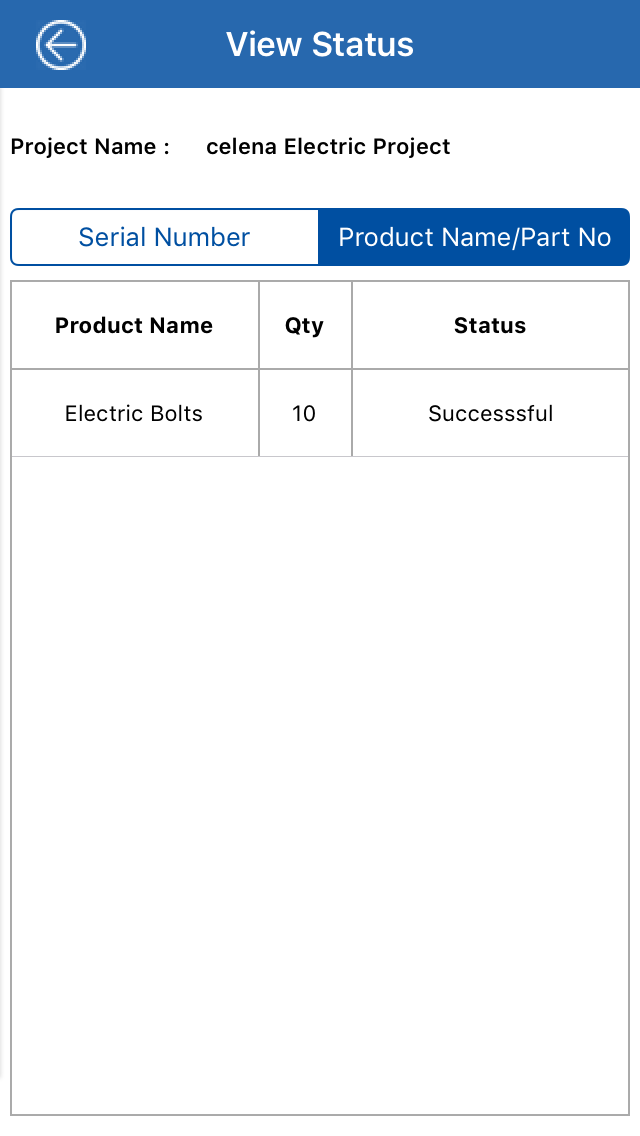 View Status
Project Name : celena Electric Project
Serial Number Product Name/Part No
Product Name Qty Status
Electric Bolts 10 Successsful